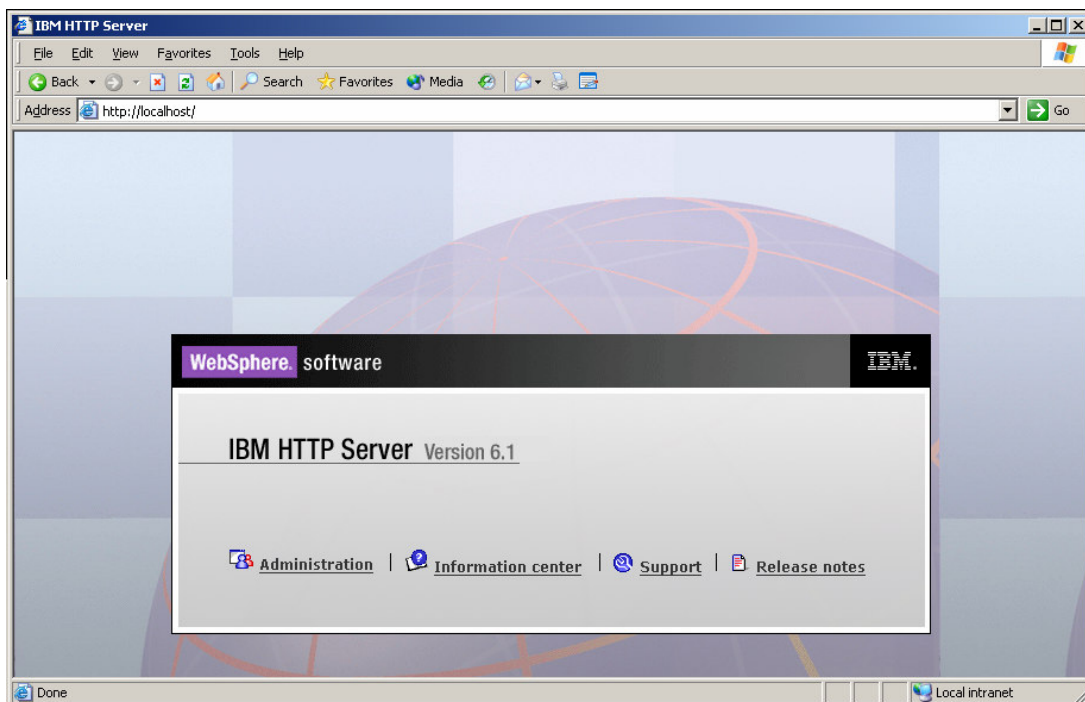 IBM HTTP Server
File Edit View Favorites Tools Help
Back Search Favorites Media
Address http://localhost/ Go
WebSphere. software IBM.
IBM HTTP Server Version 6.1
Administration | Information center | Support | Release notes
Done Local intranet